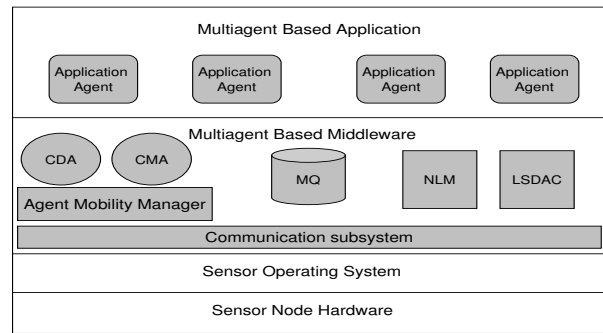 Multiagent Based Application
Application Agent
Application Agent
Application Agent
Application Agent
Multiagent Based Middleware
CDA
CMA
MQ
NLM
LSDAC
Agent Mobility Manager
Communication subsystem
Sensor Operating System
Sensor Node Hardware